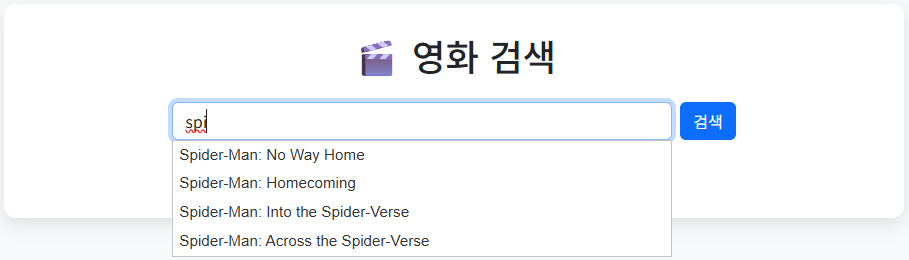 영화 검색
spi
검색
Spider-Man: No Way Home
Spider-Man: Homecoming
Spider-Man: Into the Spider-Verse
Spider-Man: Across the Spider-Verse